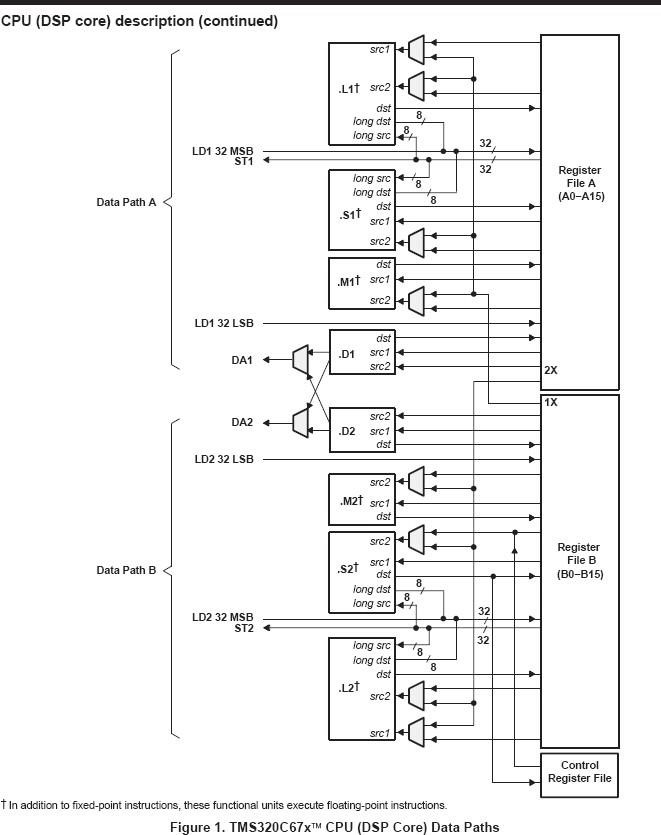 CPU (DSP core) description (continued)
src1
.L1† src2
dst
long dst 8
long src 8
LD1 32 MSB 32
ST1 32
long src 8
long dst 8
dst
.S1†
src1
src2
Register
File A
(A0–A15)
Data Path A
dst
.M1† src1
src2
LD1 32 LSB
dst
DA1 .D1 src1
src2
2X
1X
src2
DA2 .D2 src1
dst
LD2 32 LSB
src2
.M2† src1
dst
src2
.S2† src1
dst
long dst 8
long src 8
Register
File B
(B0–B15)
Data Path B
LD2 32 MSB 32
ST2 32
long src 8
long dst 8
dst
.L2†
src2
src1
Control
Register File
† In addition to fixed-point instructions, these functional units execute floating-point instructions.
Figure 1. TMS320C67x™ CPU (DSP Core) Data Paths